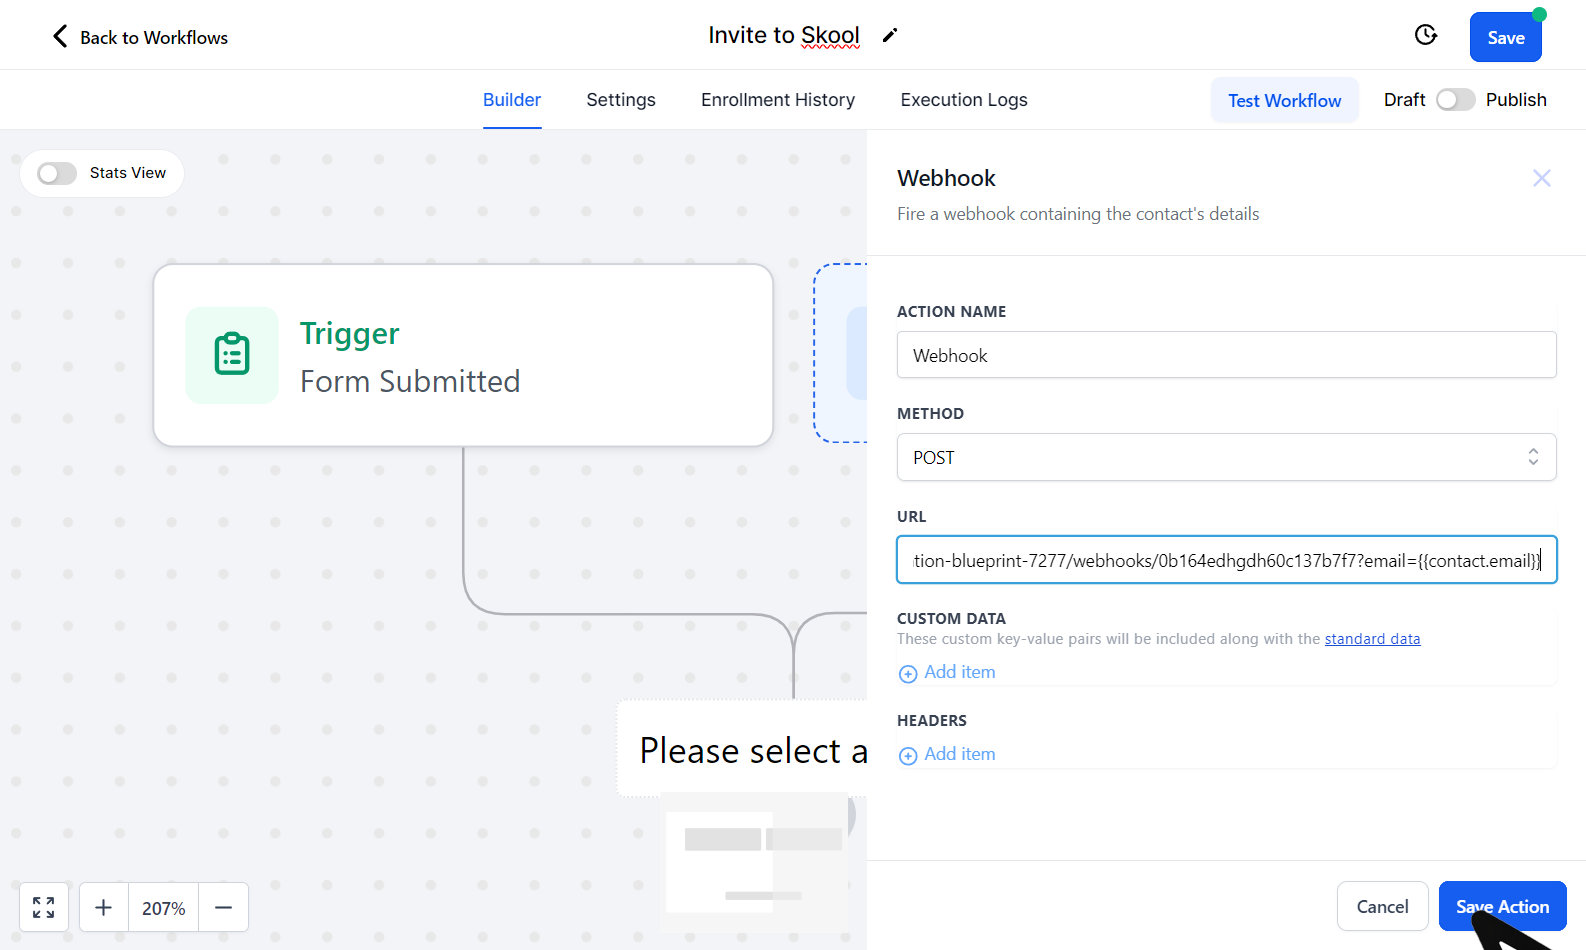 Back to Workflows
Invite to Skool
Save
Builder
Settings
Enrollment History
Execution Logs
Test Workflow
Draft
Publish
Stats View
Trigger
Form Submitted
Please select a
207%
Webhook
Fire a webhook containing the contact's details
ACTION NAME
Webhook
METHOD
POST
URL
tion-blueprint-7277/webhooks/0b164edhgdh60c137b7f7?email={{contact.email}}
CUSTOM DATA
These custom key-value pairs will be included along with the standard data
Add item
HEADERS
Add item
Cancel
Save Action